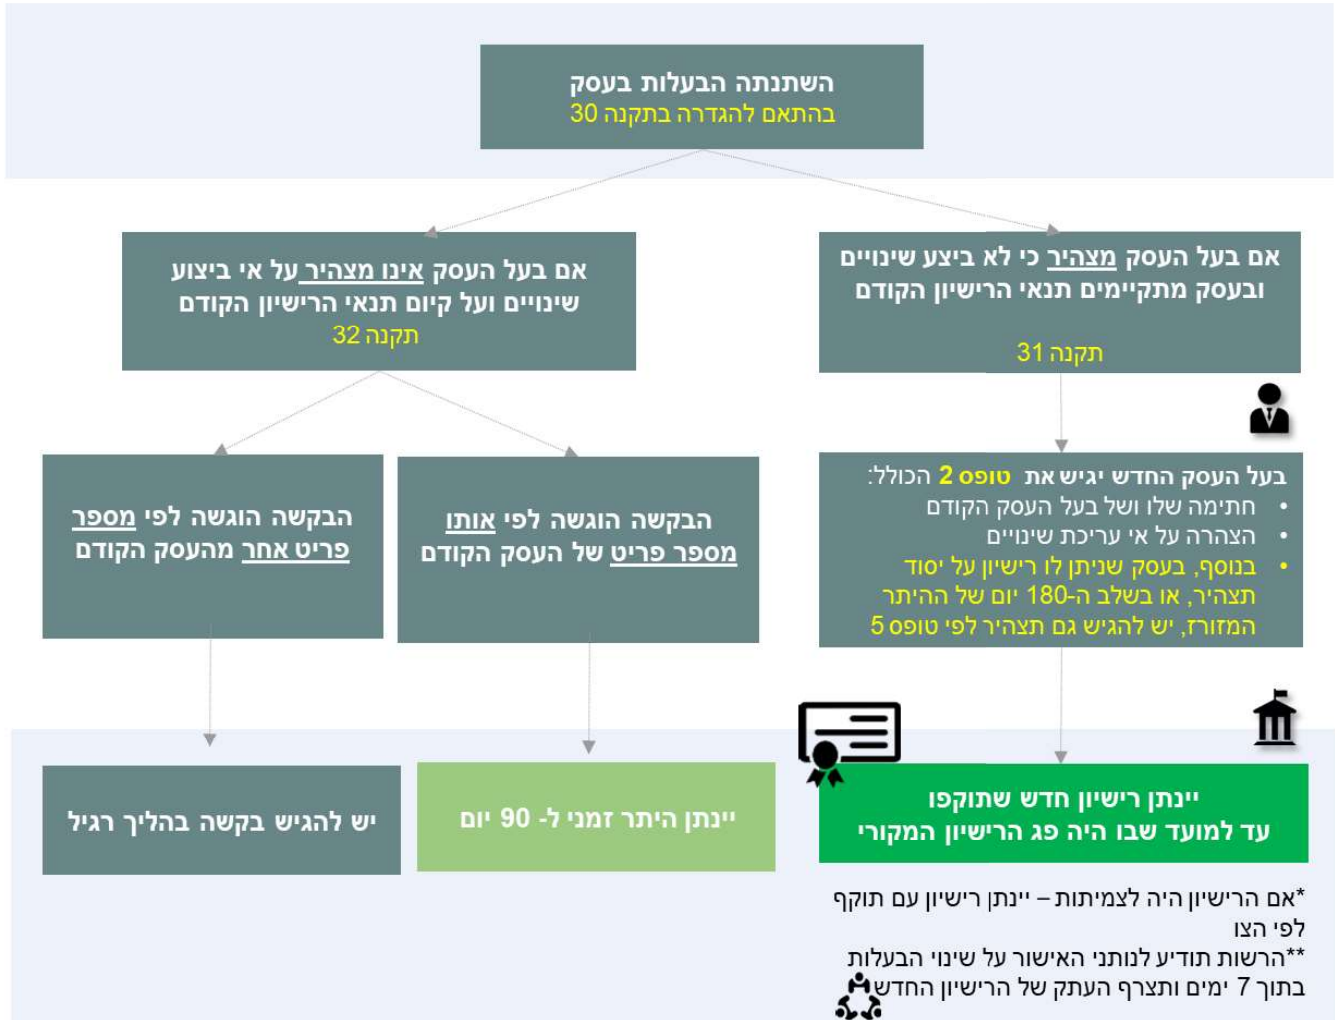 השתנתה הבעלות בעסק
בהתאם להגדרה בתקנה 30
אם בעל העסק מצהיר כי לא ביצע שינויים
ובעסק מתקיימים תנאי הרישיון הקודם
תקנה 31
אם בעל העסק אינו מצהיר על אי ביצוע
שינויים ועל קיום תנאי הרישיון הקודם
תקנה 32
בעל העסק החדש יגיש את טופס 2 הכולל:
• חתימה שלו ושל בעל העסק הקודם
• הצהרה על אי עריכת שינויים
• בנוסף, בעסק שניתן לו רישיון על יסוד
תצהיר, או בשלב ה-180 יום של ההיתר
המזורז, יש להגיש גם תצהיר לפי טופס 5
הבקשה הוגשה לפי אותו
מספר פריט של העסק הקודם
הבקשה הוגשה לפי מספר
פריט אחר מהעסק הקודם
יינתן רישיון חדש שתוקפו
עד למועד שבו היה פג הרישיון המקורי
יינתן היתר זמני ל- 90 יום
יש להגיש בקשה בהליך רגיל
*אם הרישיון היה לצמיתות – יינתן רישיון עם תוקף
לפי הצו
**הרשות תודיע לנותני האישור על שינוי הבעלות
בתוך 7 ימים ותצרף העתק של הרישיון החדש